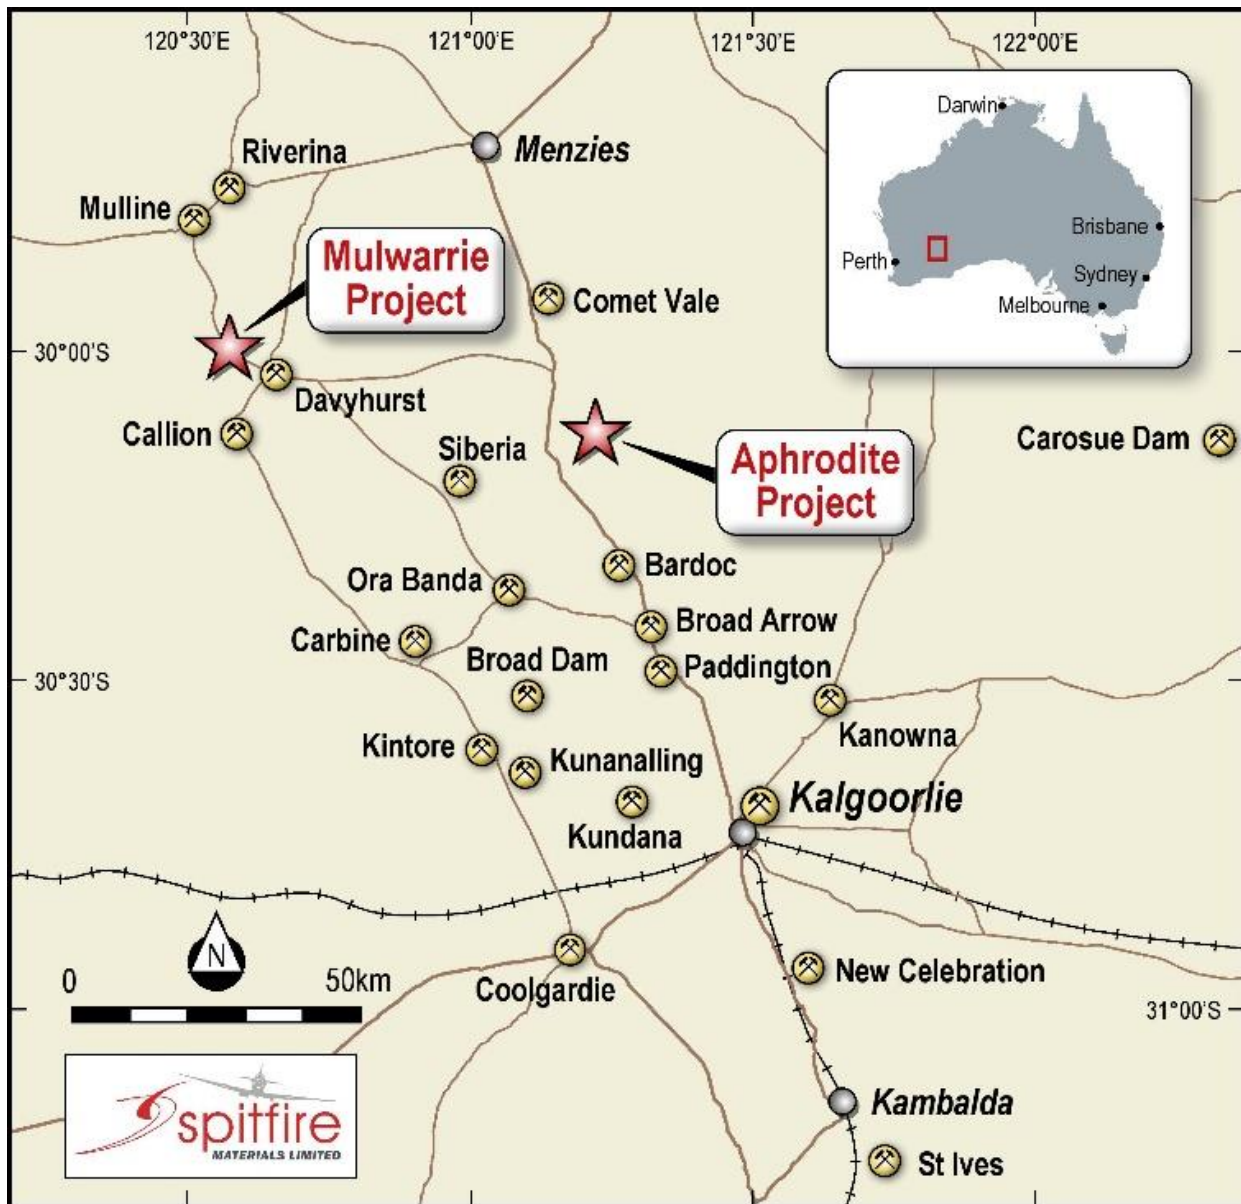 120°30'E
121°00'E
121°30'E
122°00'E
Darwin
Brisbane
Perth
Sydney
Melbourne
Menzies
Riverina
Mulline
Mulwarrie
Project
Comet Vale
30°00'S
Davyhurst
Callion
Siberia
Aphrodite
Project
Carosue Dam
Bardoc
Ora Banda
Broad Arrow
Carbine
Broad Dam
Paddington
30°30'S
Kanowna
Kintore
Kunanalling
Kalgoorlie
Kundana
N
0
50km
Coolgardie
New Celebration
31°00'S
spitfire
MATERIALS LIMITED
Kambalda
St Ives